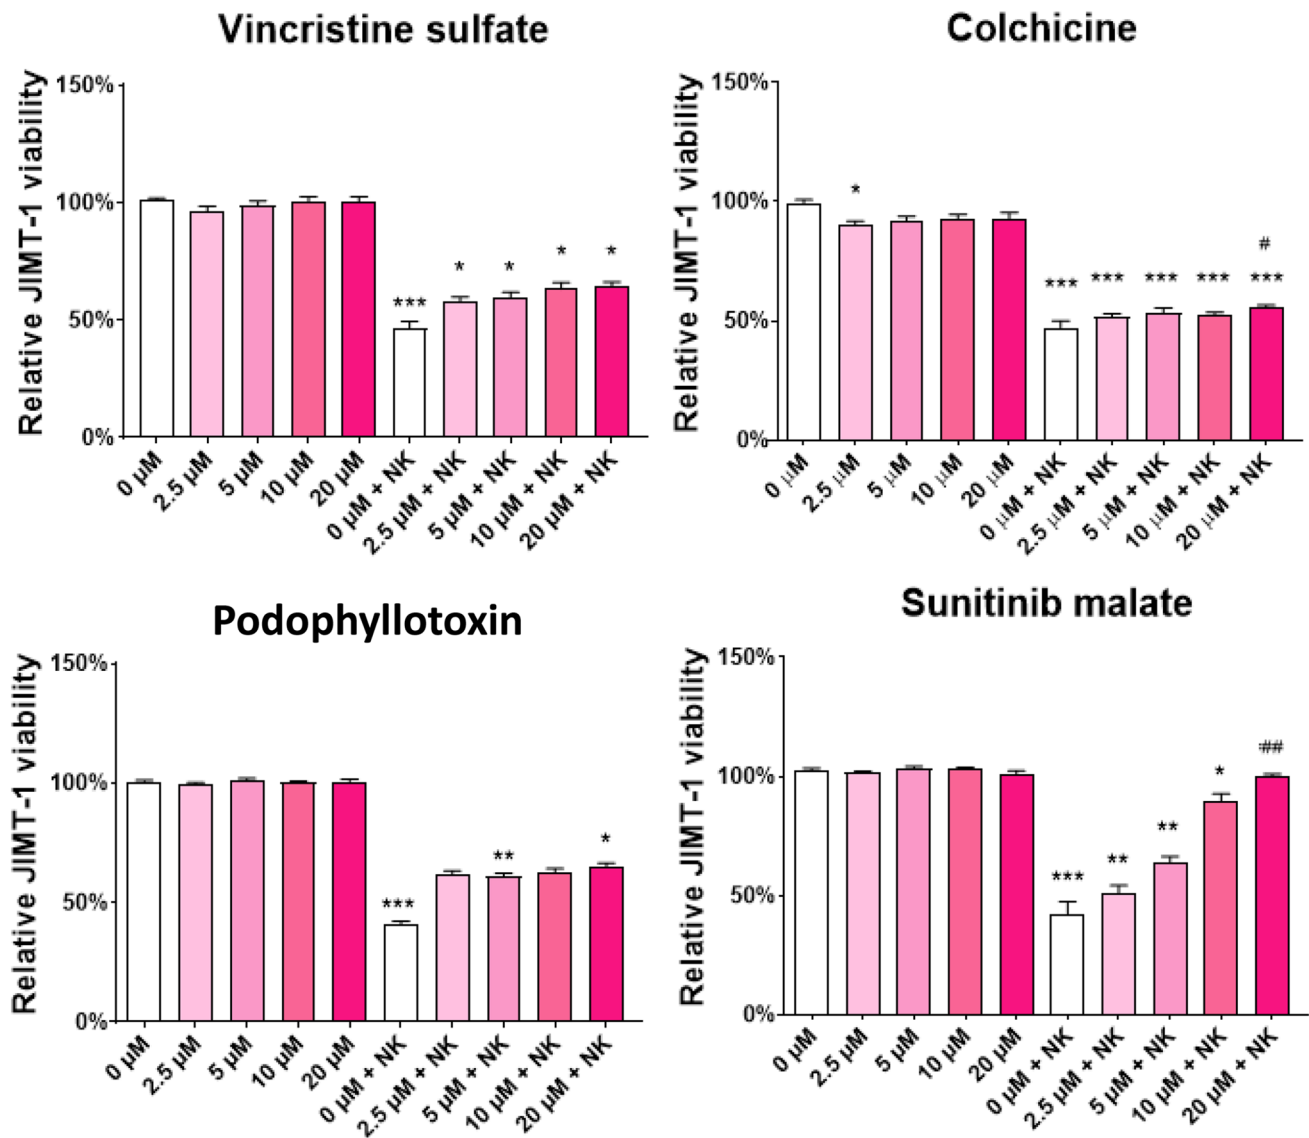 Vincristine sulfate
Relative JIMT-1 viability
150%
100%
50%
0%
***
*
*
*
*
0 µM
2.5 µM
5 µM
10 µM
20 µM
0 µM + NK
2.5 µM + NK
5 µM + NK
10 µM + NK
20 µM + NK
Colchicine
Relative JIMT-1 viability
150%
100%
50%
0%
*
***
***
***
***
#
***
0 µM
2.5 µM
5 µM
10 µM
20 µM
0 µM + NK
2.5 µM + NK
5 µM + NK
10 µM + NK
20 µM + NK
Podophyllotoxin
Relative JIMT-1 viability
150%
100%
50%
0%
***
**
*
0 µM
2.5 µM
5 µM
10 µM
20 µM
0 µM + NK
2.5 µM + NK
5 µM + NK
10 µM + NK
20 µM + NK
Sunitinib malate
Relative JIMT-1 viability
150%
100%
50%
0%
***
**
**
*
##
0 µM
2.5 µM
5 µM
10 µM
20 µM
0 µM + NK
2.5 µM + NK
5 µM + NK
10 µM + NK
20 µM + NK